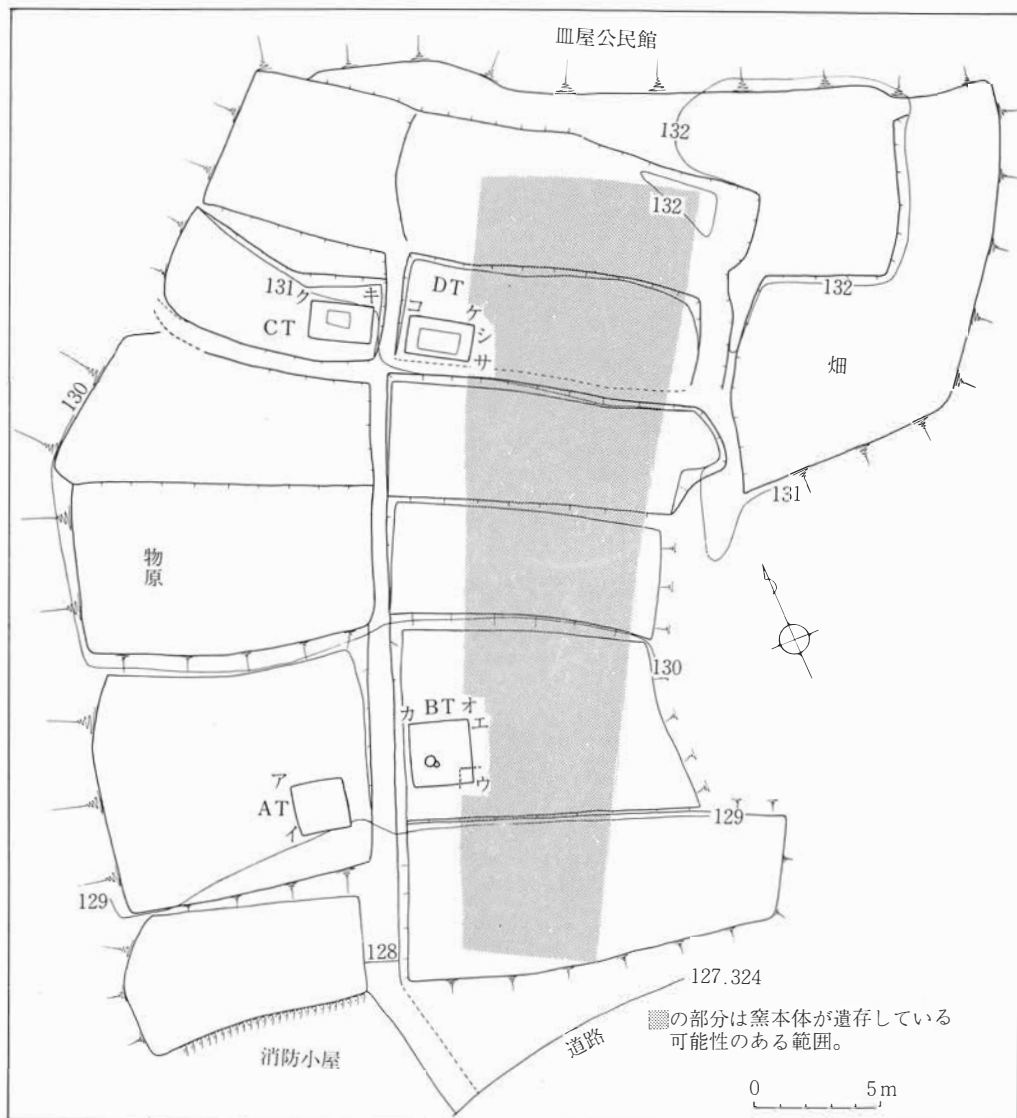 皿屋公民館
132
132
131
ク
キ
DT
コ
ケ
シ
サ
CT
132
畑
130
131
物原
130
カ
BT
オ
エ
ウ
ア
AT
イ
129
129
128
127.324
▩の部分は窯本体が遺存している
可能性のある範囲。
道路
消防小屋
0
5m